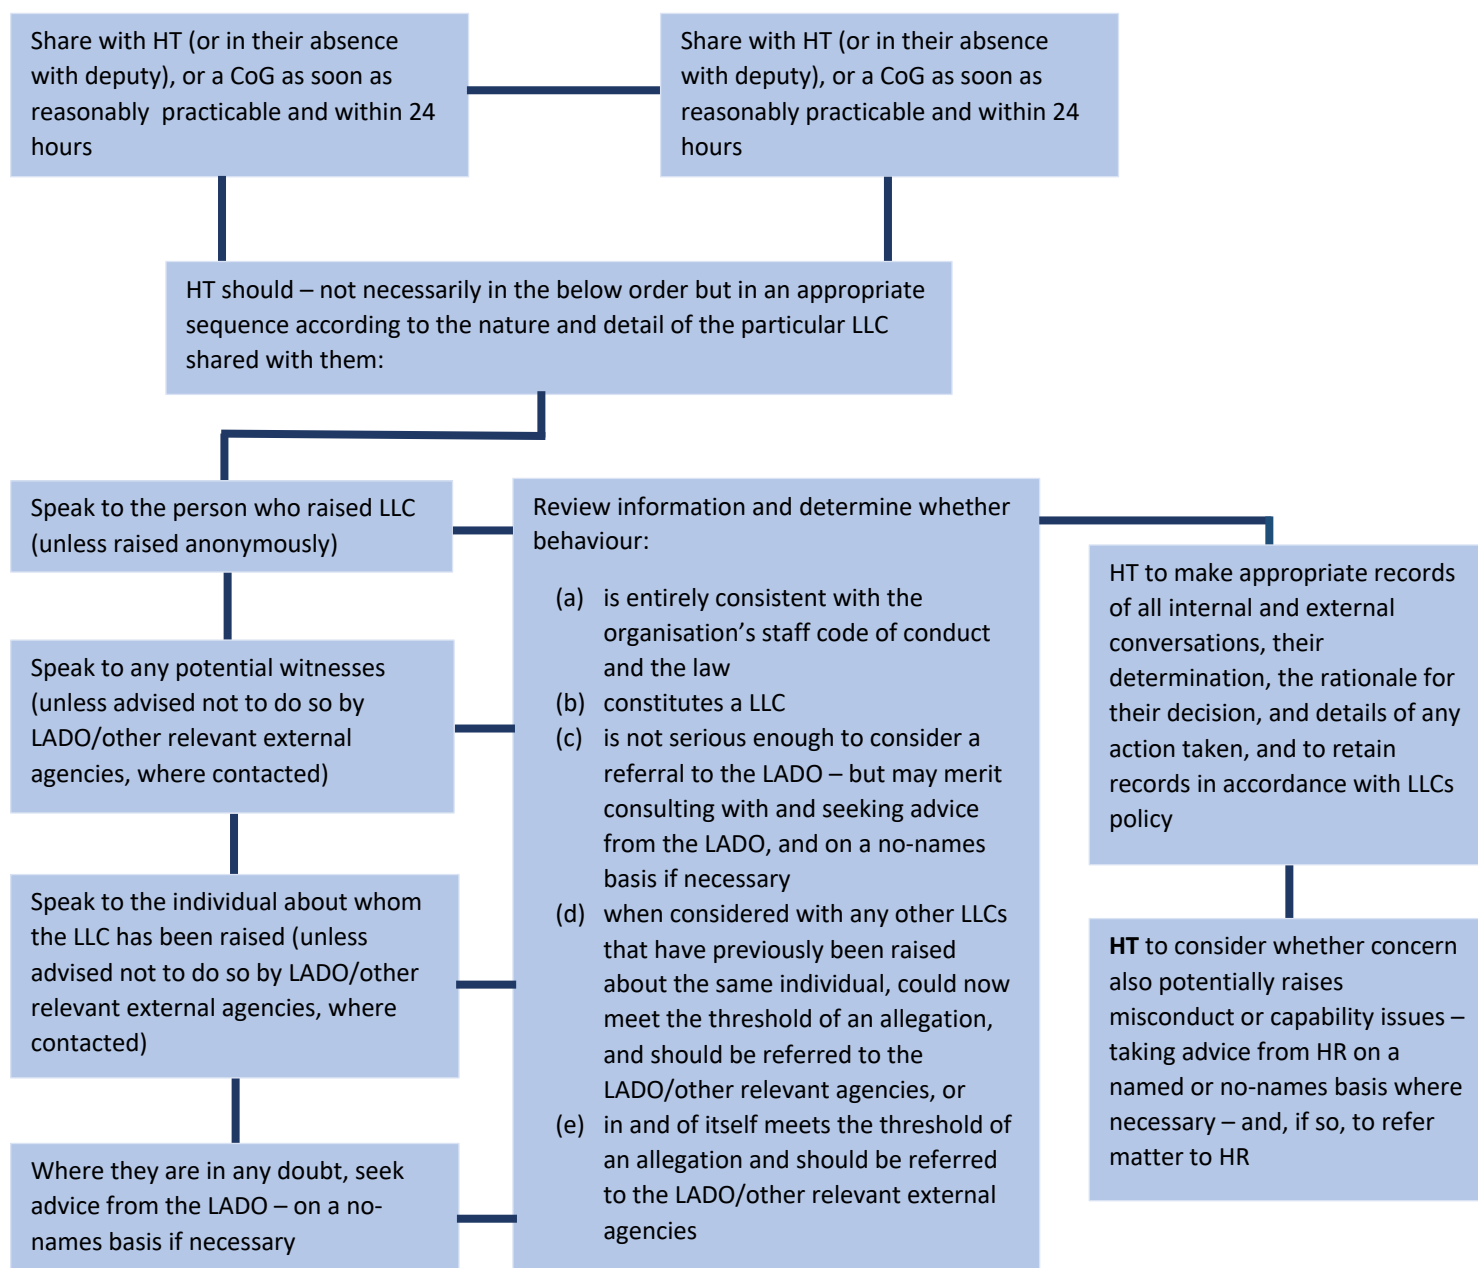 Share with HT (or in their absence
with deputy), or a CoG as soon as
reasonably  practicable and within 24
hours
Share with HT (or in their absence
with deputy), or a CoG as soon as
reasonably practicable and within 24
hours
HT should – not necessarily in the below order but in an appropriate
sequence according to the nature and detail of the particular LLC
shared with them:
Speak to the person who raised LLC
(unless raised anonymously)
Speak to any potential witnesses
(unless advised not to do so by
LADO/other relevant external
agencies, where contacted)
Speak to the individual about whom
the LLC has been raised (unless
advised not to do so by LADO/other
relevant external agencies, where
contacted)
Where they are in any doubt, seek
advice from the LADO – on a no-
names basis if necessary
Review information and determine whether
behaviour:
(a) is entirely consistent with the
organisation’s staff code of conduct
and the law
(b) constitutes a LLC
(c) is not serious enough to consider a
referral to the LADO – but may merit
consulting with and seeking advice
from the LADO, and on a no-names
basis if necessary
(d) when considered with any other LLCs
that have previously been raised
about the same individual, could now
meet the threshold of an allegation,
and should be referred to the
LADO/other relevant agencies, or
(e) in and of itself meets the threshold of
an allegation and should be referred
to the LADO/other relevant external
agencies
HT to make appropriate records
of all internal and external
conversations, their
determination, the rationale for
their decision, and details of any
action taken, and to retain
records in accordance with LLCs
policy
HT to consider whether concern
also potentially raises
misconduct or capability issues –
taking advice from HR on a
named or no-names basis where
necessary – and, if so, to refer
matter to HR